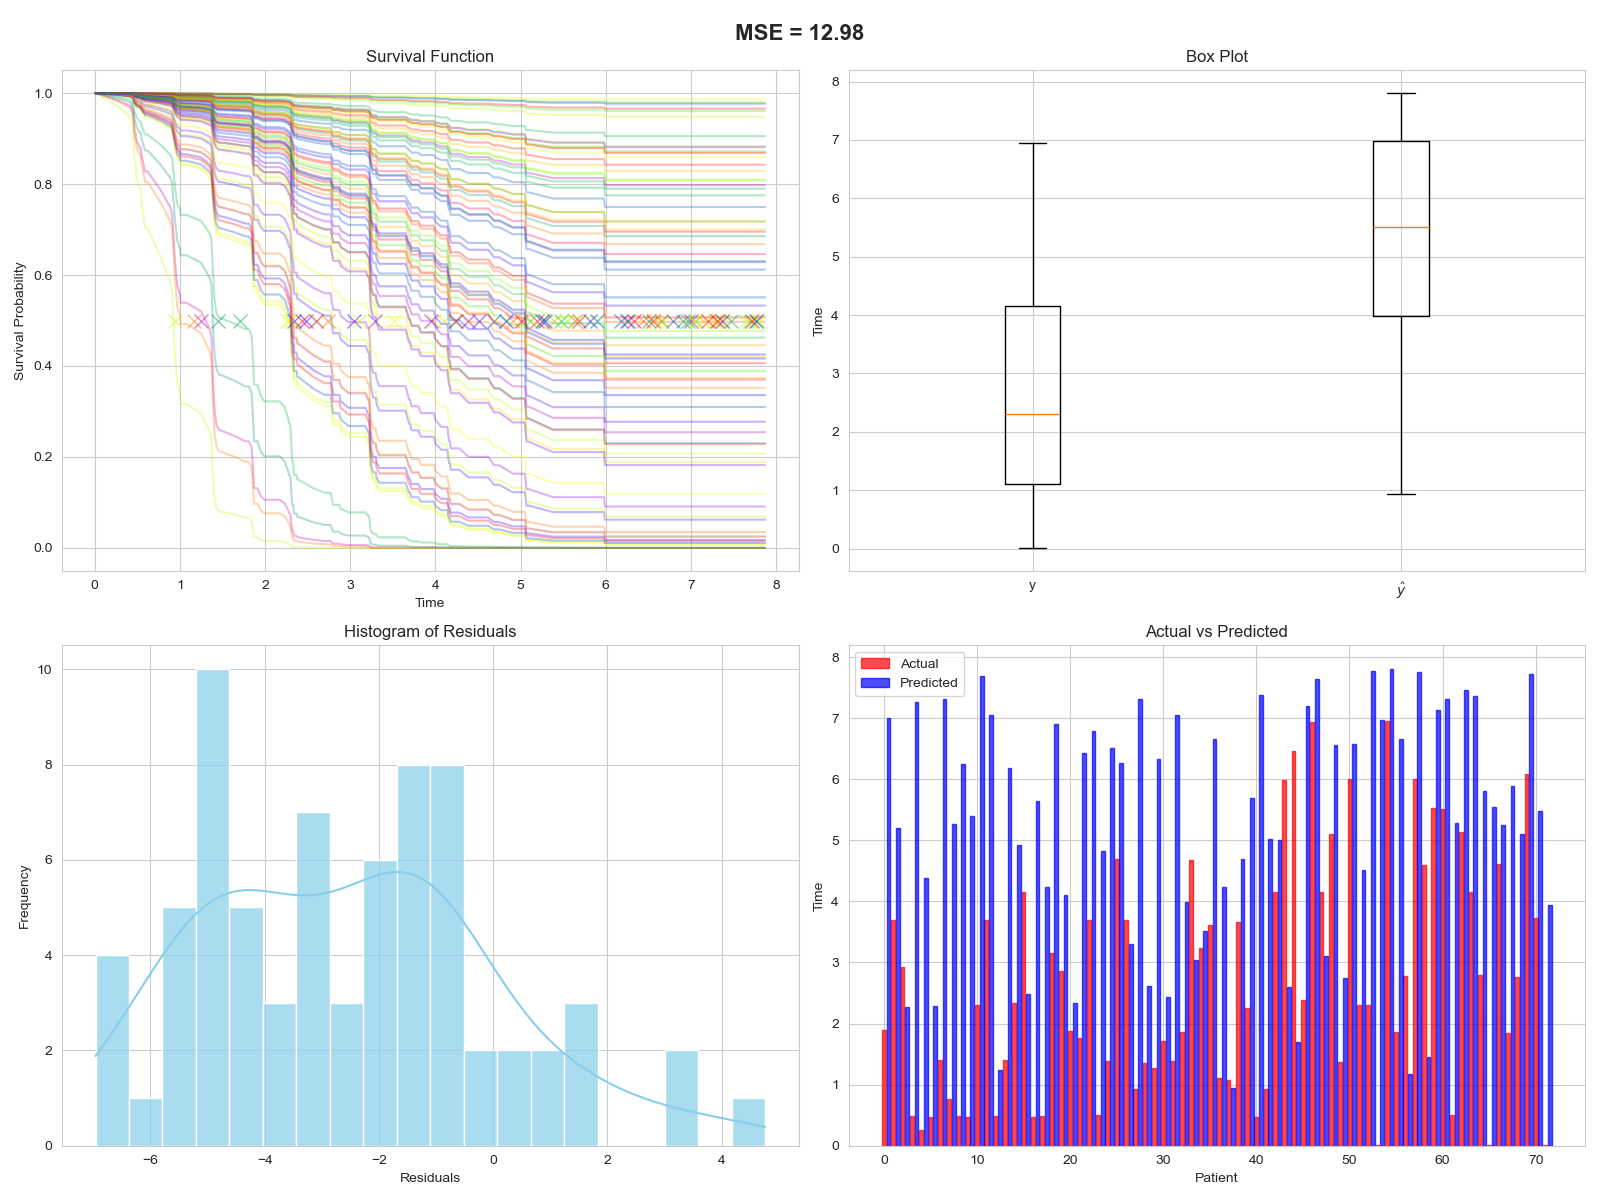 MSE = 12.98
Survival Function
1.0
0.8
0.6
0.4
0.2
0.0
Survival Probability
0 1 2 3 4 5 6 7 8
Time
Box Plot
8
7
6
5
4
3
2
1
0
Time
y ŷ
Histogram of Residuals
10
8
6
4
2
0
Frequency
−6 −4 −2 0 2 4
Residuals
Actual vs Predicted
Actual
Predicted
8
7
6
5
4
3
2
1
0
Time
0 10 20 30 40 50 60 70
Patient